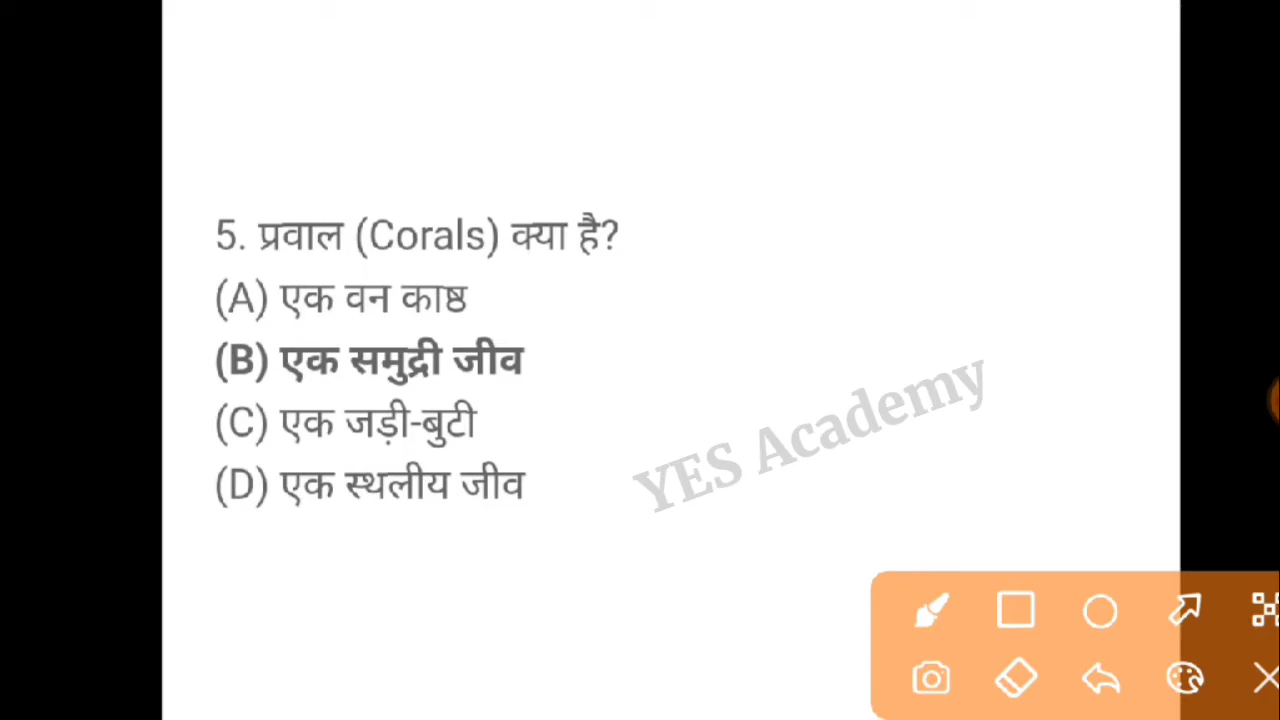 5. प्रवाल (Corals) क्या है?
(A) एक वन काष्ठ
(B) एक समुद्री जीव
(C) एक जड़ी-बुटी
(D) एक स्थलीय जीव
YES Academy